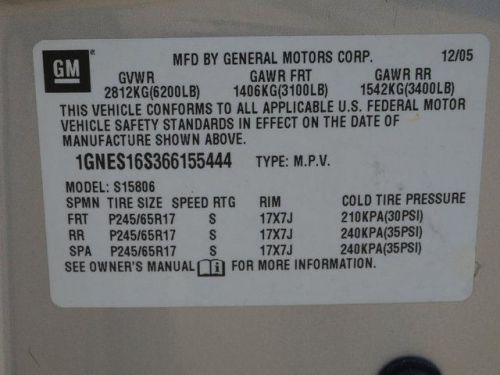 GM MFD BY GENERAL MOTORS CORP. 12/05
GVWR GAWR FRT GAWR RR
2812KG(6200LB) 1406KG(3100LB) 1542KG(3400LB)
THIS VEHICLE CONFORMS TO ALL APPLICABLE U.S. FEDERAL MOTOR
VEHICLE SAFETY STANDARDS IN EFFECT ON THE DATE OF
MANUFACTURE SHOWN ABOVE.
1GNES16S366155444 TYPE: M.P.V.
MODEL: S15806
SPMN TIRE SIZE SPEED RTG RIM COLD TIRE PRESSURE
FRT P245/65R17 S 17X7J 210KPA(30PSI)
RR P245/65R17 S 17X7J 240KPA(35PSI)
SPA P245/65R17 S 17X7J 240KPA(35PSI)
SEE OWNER'S MANUAL i FOR MORE INFORMATION.